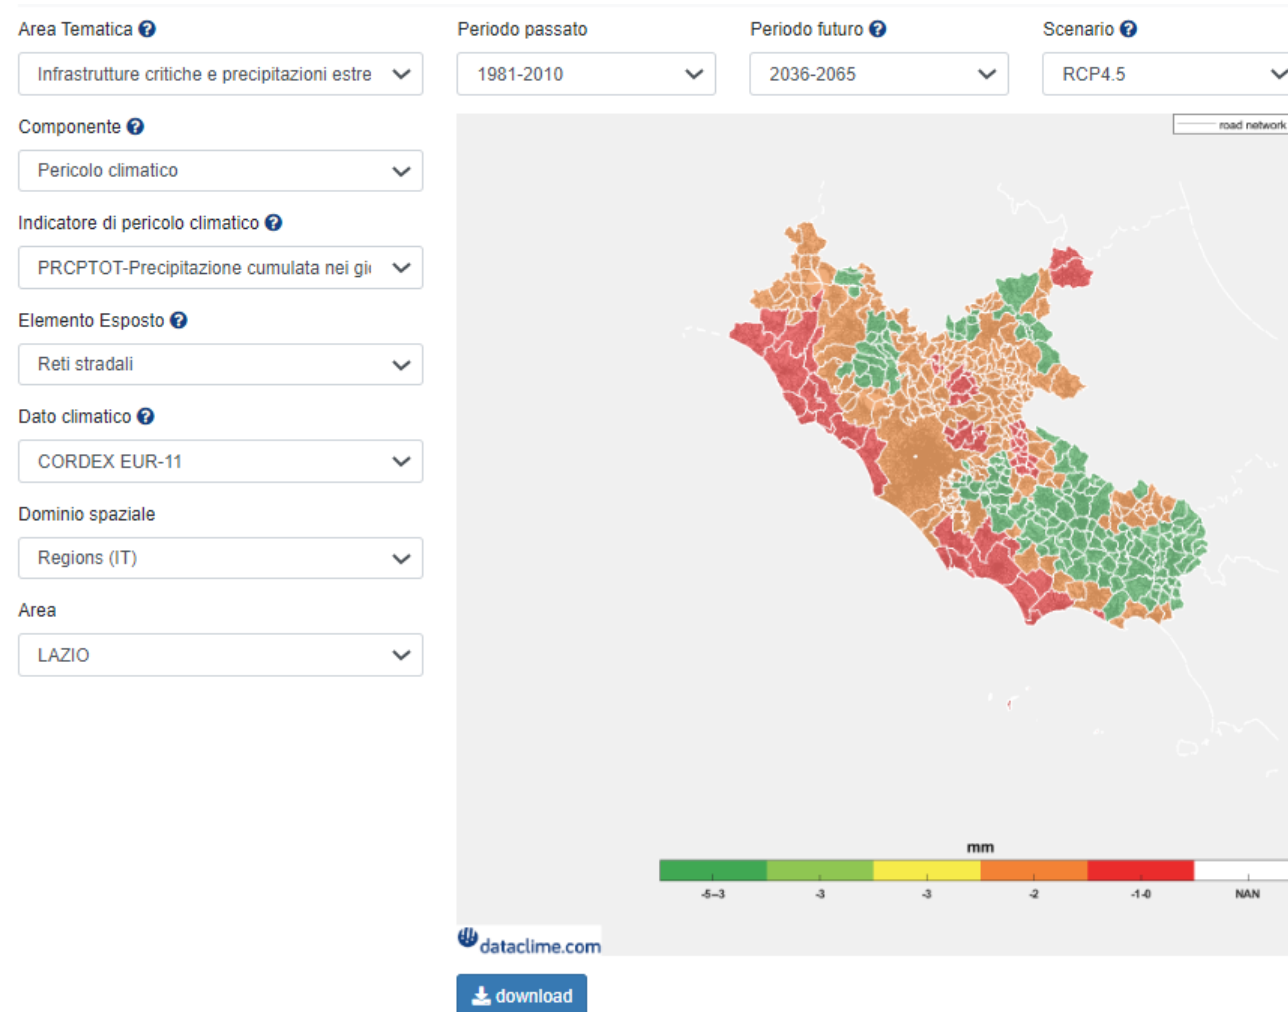 Area Tematica
Infrastrutture critiche e precipitazioni estre
Componente
Pericolo climatico
Indicatore di pericolo climatico
PRCPTOT-Precipitazione cumulata nei gi
Elemento Esposto
Reti stradali
Dato climatico
CORDEX EUR-11
Dominio spaziale
Regions (IT)
Area
LAZIO
Periodo passato
1981-2010
Periodo futuro
2036-2065
Scenario
RCP4.5
road network
mm
-5–3 -3 -3 -2 -1-0 NAN
dataclime.com
download